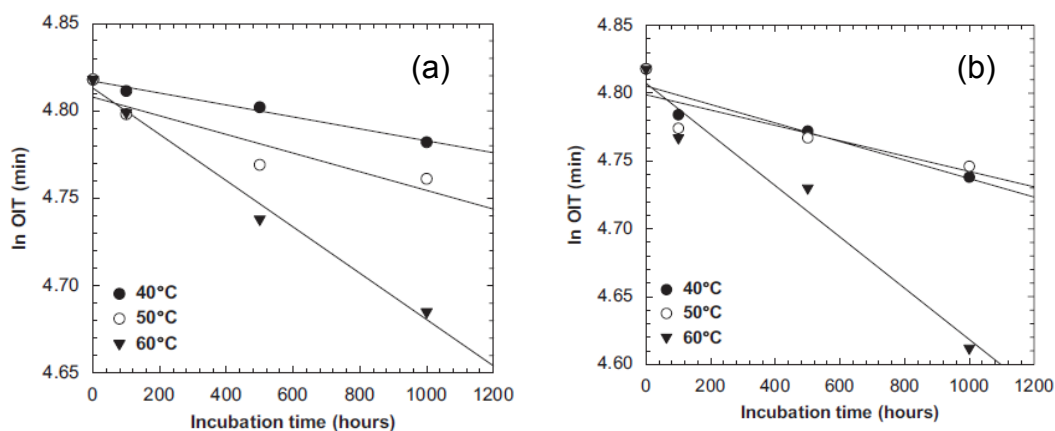 (a)
ln OIT (min)
4.85
4.80
4.75
4.70
4.65
40°C
50°C
60°C
0 200 400 600 800 1000 1200
Incubation time (hours)
(b)
ln OIT (min)
4.85
4.80
4.75
4.70
4.65
4.60
40°C
50°C
60°C
0 200 400 600 800 1000 1200
Incubation time (hours)